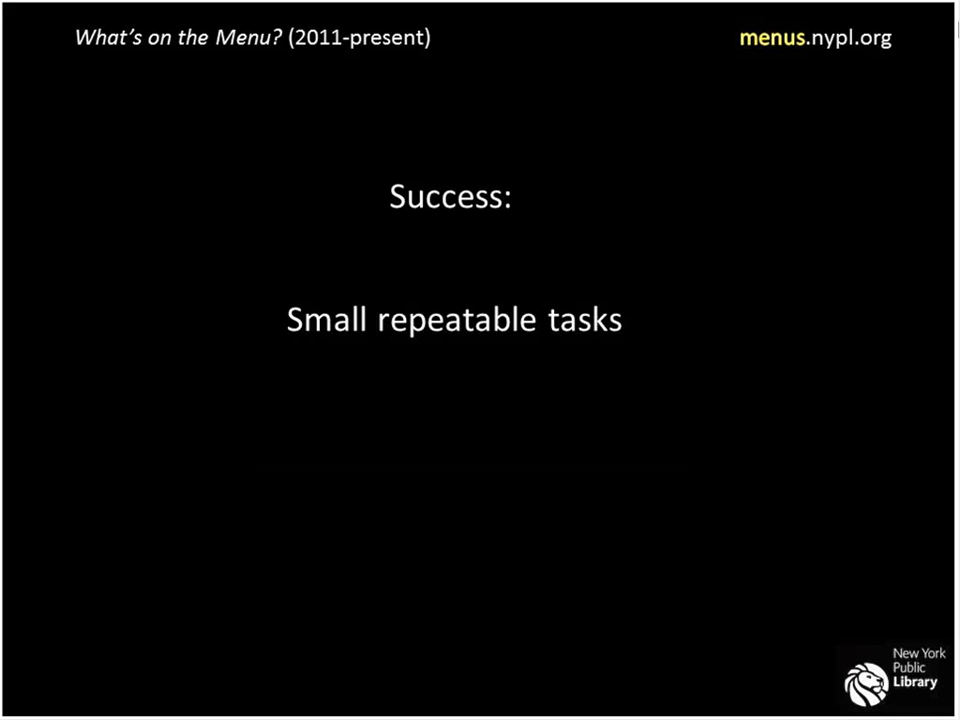 What's on the Menu? (2011-present)
menus.nypl.org
Success:
Small repeatable tasks
New York
Public
Library